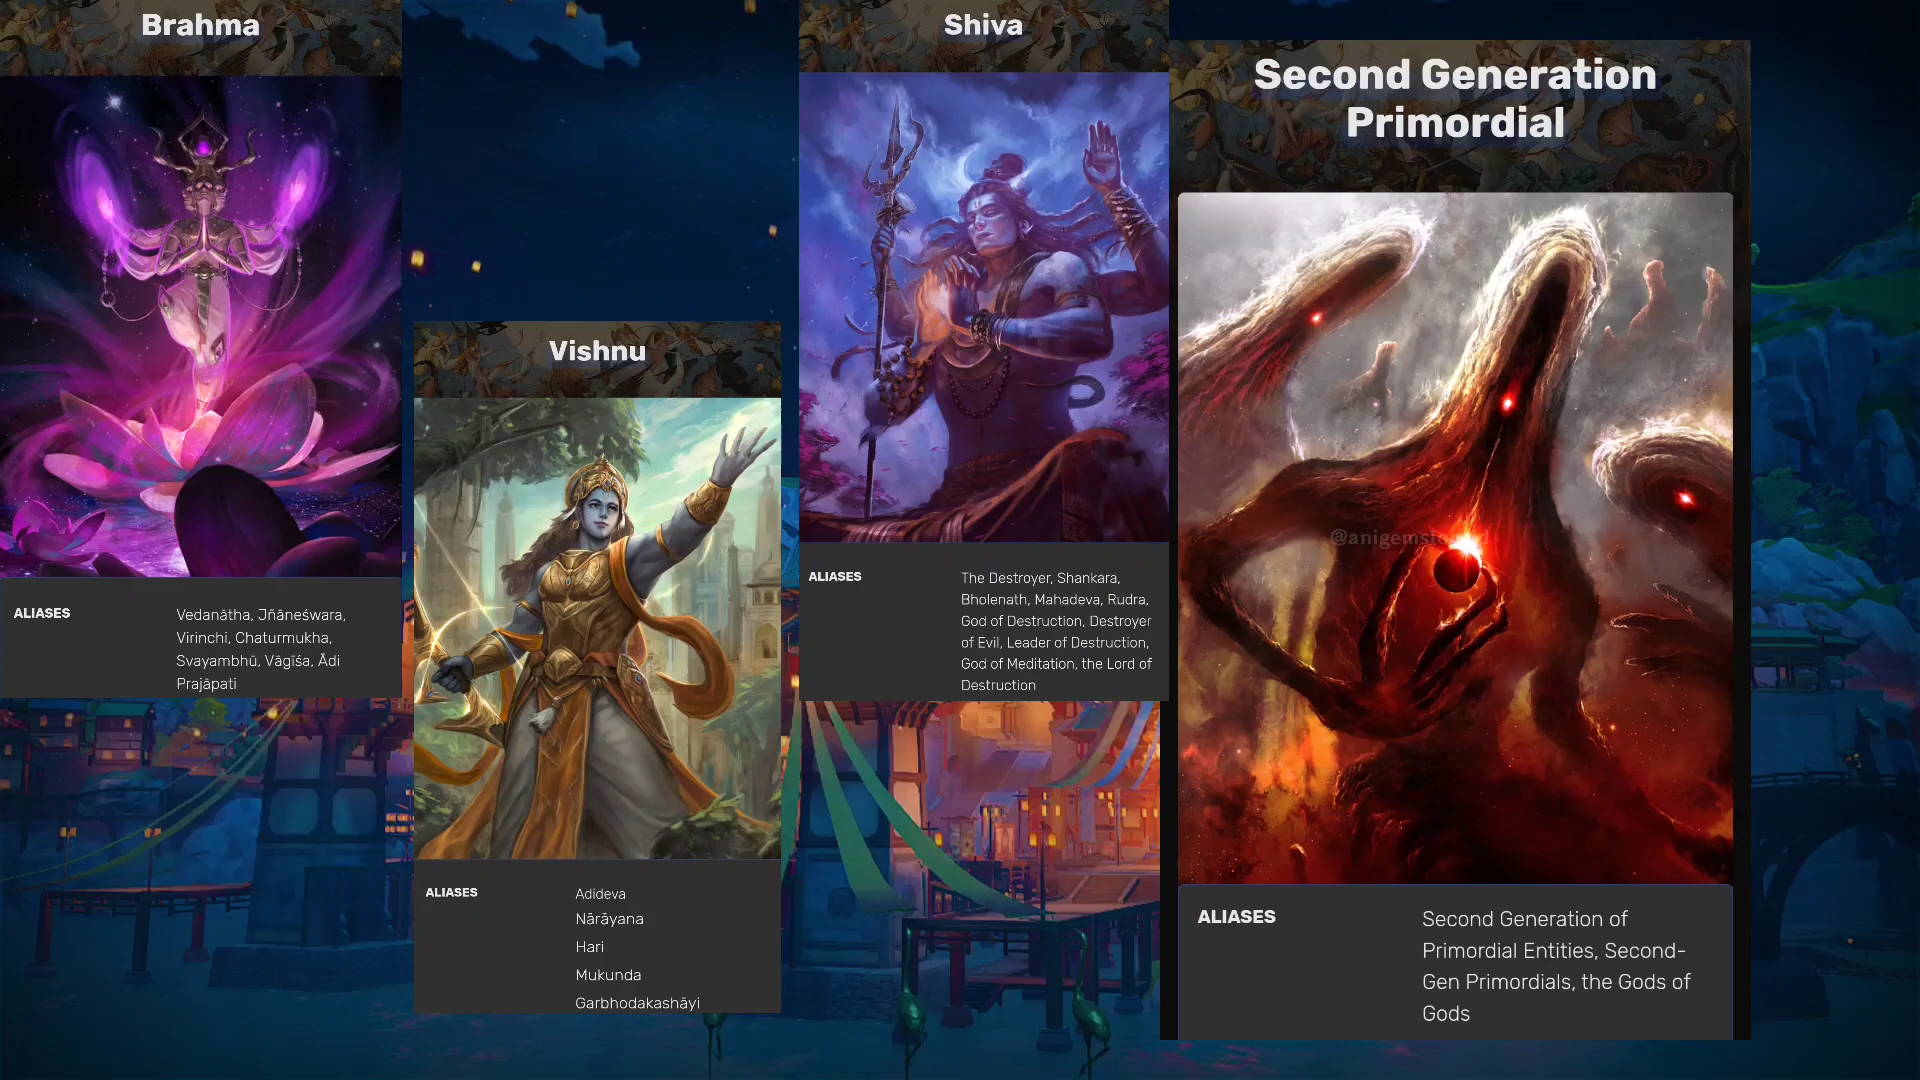 Brahma
ALIASES
Vedanātha, Jñāneśwara,
Virinchi, Chaturmukha,
Svayambhū, Vāgīśa, Ādi
Prajāpati
Vishnu
ALIASES
Adideva
Nārāyana
Hari
Mukunda
Garbhodakashāyi
Shiva
ALIASES
The Destroyer, Shankara,
Bholenath, Mahadeva, Rudra,
God of Destruction, Destroyer
of Evil, Leader of Destruction,
God of Meditation, the Lord of
Destruction
Second Generation
Primordial
ALIASES
Second Generation of
Primordial Entities, Second-
Gen Primordials, the Gods of
Gods